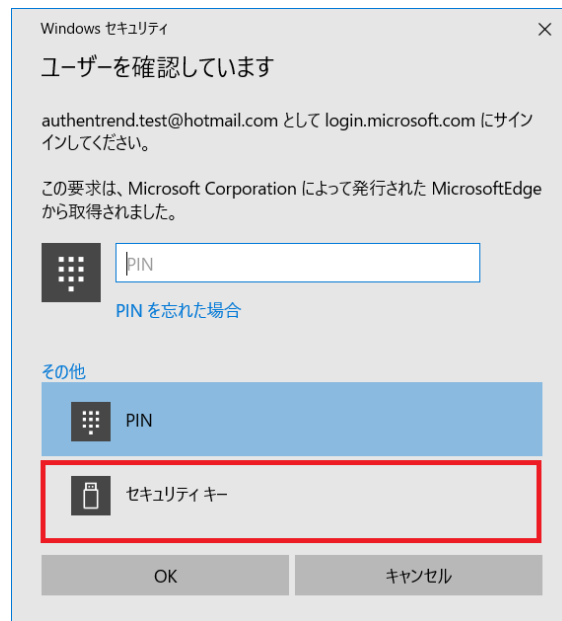 Windows セキュリティ
ユーザーを確認しています
authentrend.test@hotmail.com として login.microsoft.com にサイン
インしてください。
この要求は、Microsoft Corporation によって発行された MicrosoftEdge
から取得されました。
PIN
PIN を忘れた場合
その他
PIN
セキュリティ キー
OK
キャンセル